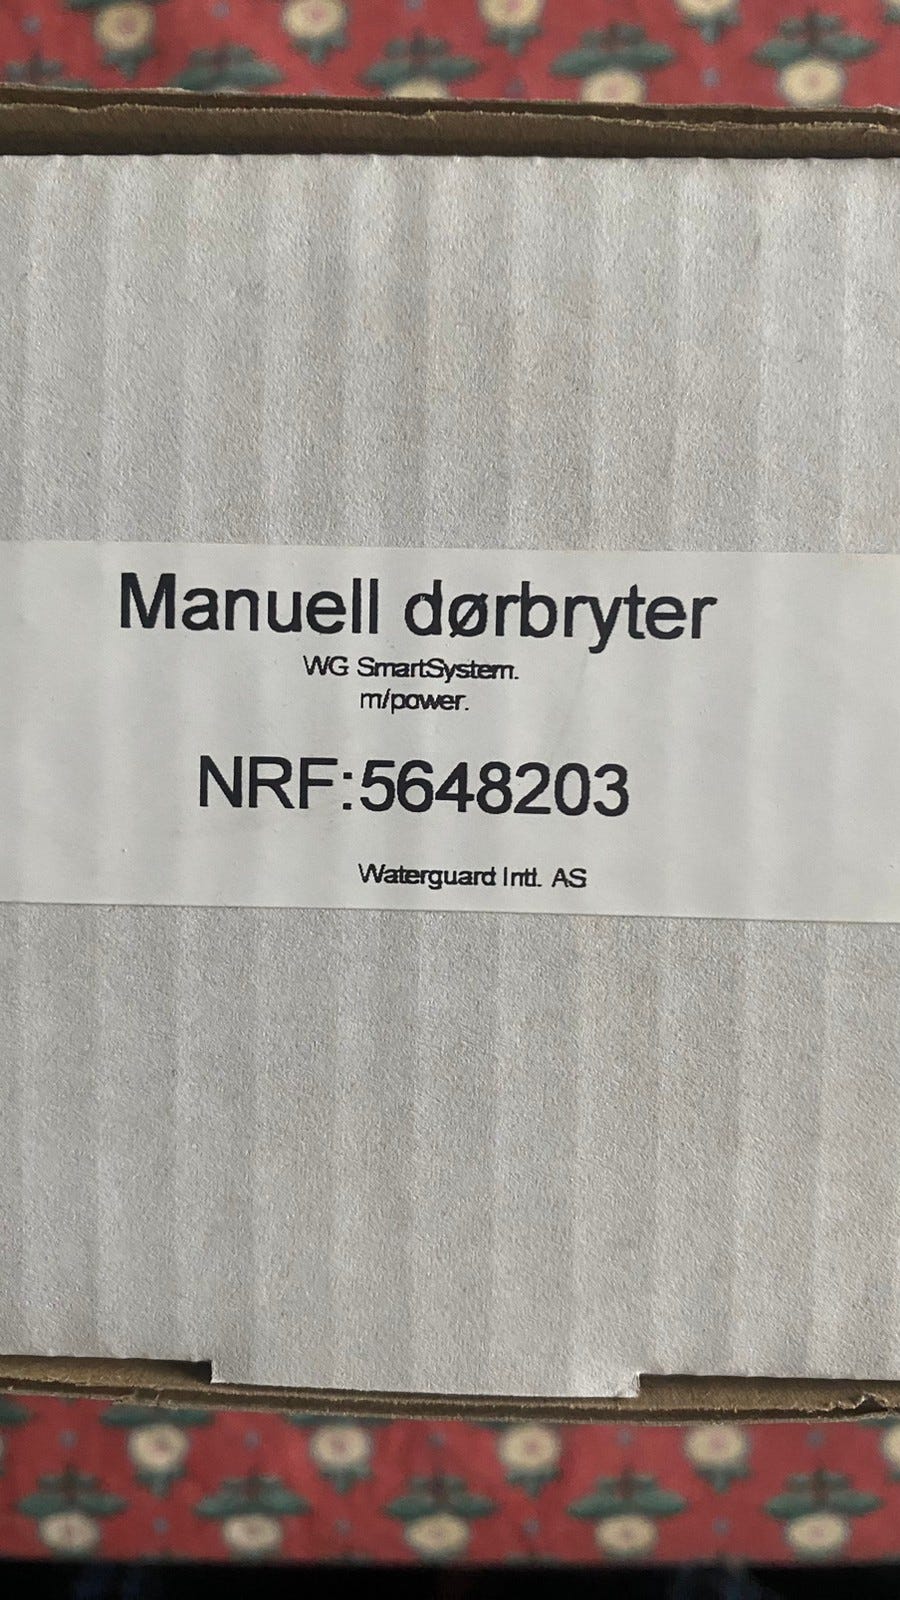 Manuell dørbryter
WG SmartSystem.
m/power.
NRF:5648203
Waterguard Intl. AS